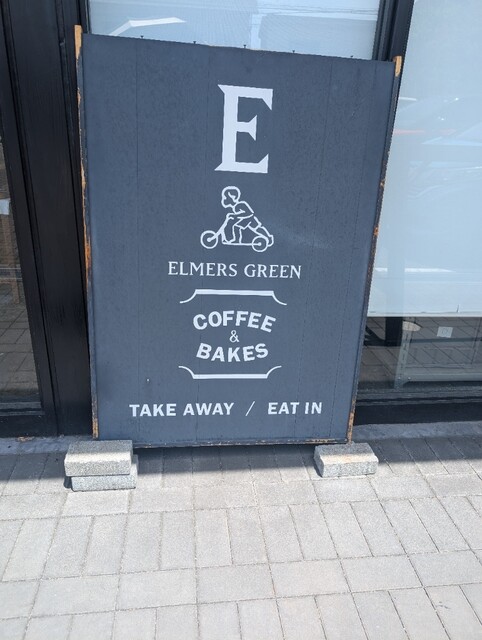 E
ELMERS GREEN
COFFEE
&
BAKES
TAKE AWAY / EAT IN